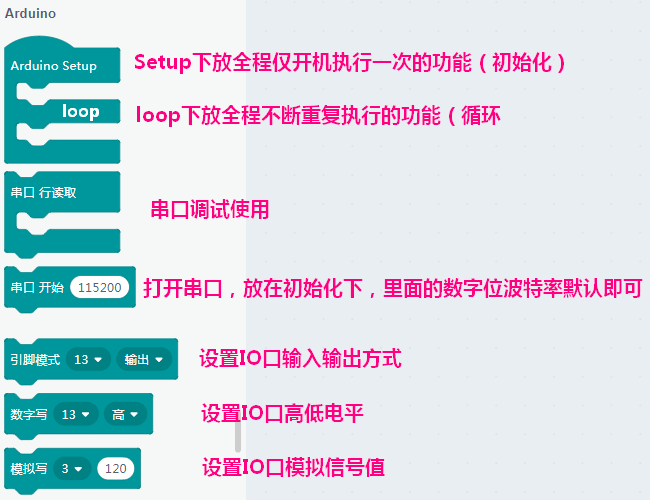 Arduino
Arduino Setup
Setup下放全程仅开机执行一次的功能（初始化）
loop
loop下放全程不断重复执行的功能（循环
串口 行读取
串口调试使用
串口 开始 115200
打开串口，放在初始化下，里面的数字位波特率默认即可
引脚模式 13 输出
设置IO口输入输出方式
数字写 13 高
设置IO口高低电平
模拟写 3 120
设置IO口模拟信号值